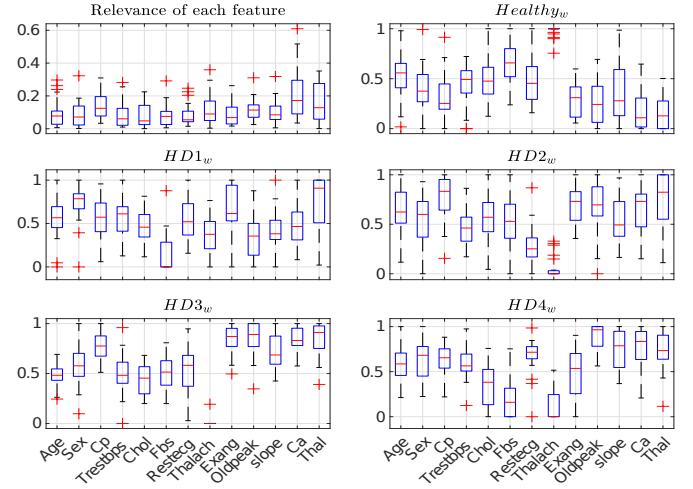 Relevance of each feature
Healthy_w
0.6
0.4
0.2
0
1
0.5
0
HD1_w
HD2_w
1
0.5
0
1
0.5
0
HD3_w
HD4_w
1
0.5
0
1
0.5
0
Age
Sex
Cp
Trestbps
Chol
Fbs
Restecg
Thalach
Exang
Oldpeak
slope
Ca
Thal
Age
Sex
Cp
Trestbps
Chol
Fbs
Restecg
Thalach
Exang
Oldpeak
slope
Ca
Thal